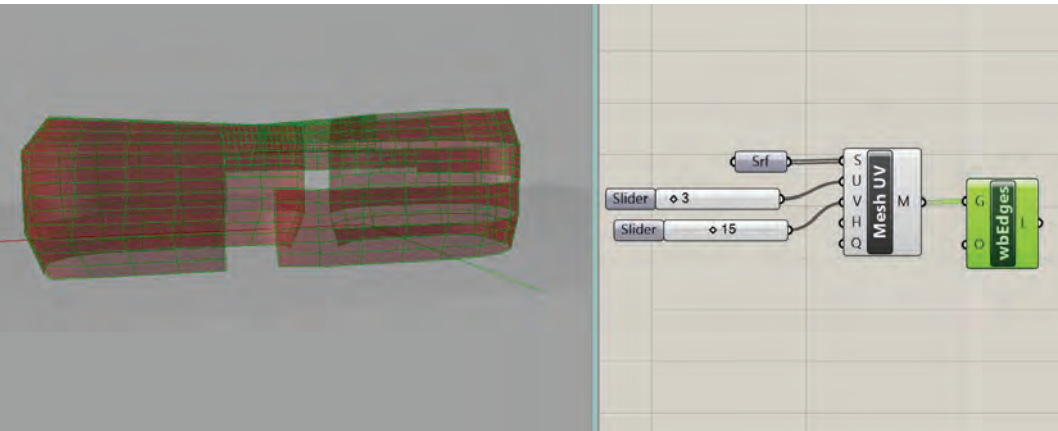 Srf
Slider 3
Slider 15
S
U
V
H
Q
Mesh UV
M
G
O
wbEdges
L